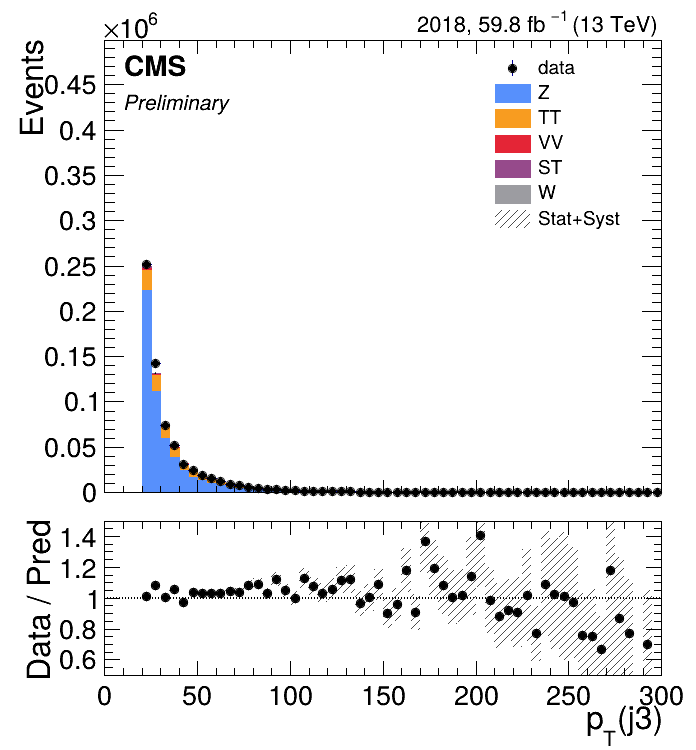 ×10^6
2018, 59.8 fb^-1 (13 TeV)
Events
CMS
Preliminary
data
Z
TT
VV
ST
W
Stat+Syst
0.45
0.4
0.35
0.3
0.25
0.2
0.15
0.1
0.05
0
Data / Pred
1.4
1.2
1
0.8
0.6
0 50 100 150 200 250 300
p_T(j3)